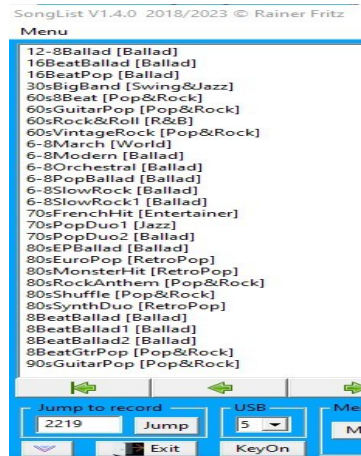 SongList V1.4.0 2018/2023 © Rainer Fritz
Menu
12-8Ballad [Ballad]
16BeatBallad [Ballad]
16BeatPop [Ballad]
30sBigBand [Swing&Jazz]
60s8Beat [Pop&Rock]
60sGuitarPop [Pop&Rock]
60sRock&Roll [R&B]
60sVintageRock [Pop&Rock]
6-8March [World]
6-8Modern [Ballad]
6-8Orchestral [Ballad]
6-8PopBallad [Ballad]
6-8SlowRock [Ballad]
6-8SlowRock1 [Ballad]
70sFrenchHit [Entertainer]
70sPopDuo1 [Jazz]
70sPopDuo2 [Ballad]
80sEPBallad [Ballad]
80sEuroPop [RetroPop]
80sMonsterHit [RetroPop]
80sRockAnthem [Pop&Rock]
80sShuffle [Pop&Rock]
80sSynthDuo [RetroPop]
8BeatBallad [Ballad]
8BeatBallad1 [Ballad]
8BeatBallad2 [Ballad]
8BeatGtrPop [Pop&Rock]
90sGuitarPop [Pop&Rock]
Jump to record USB Me
2219 Jump 5 M
Exit KeyOn